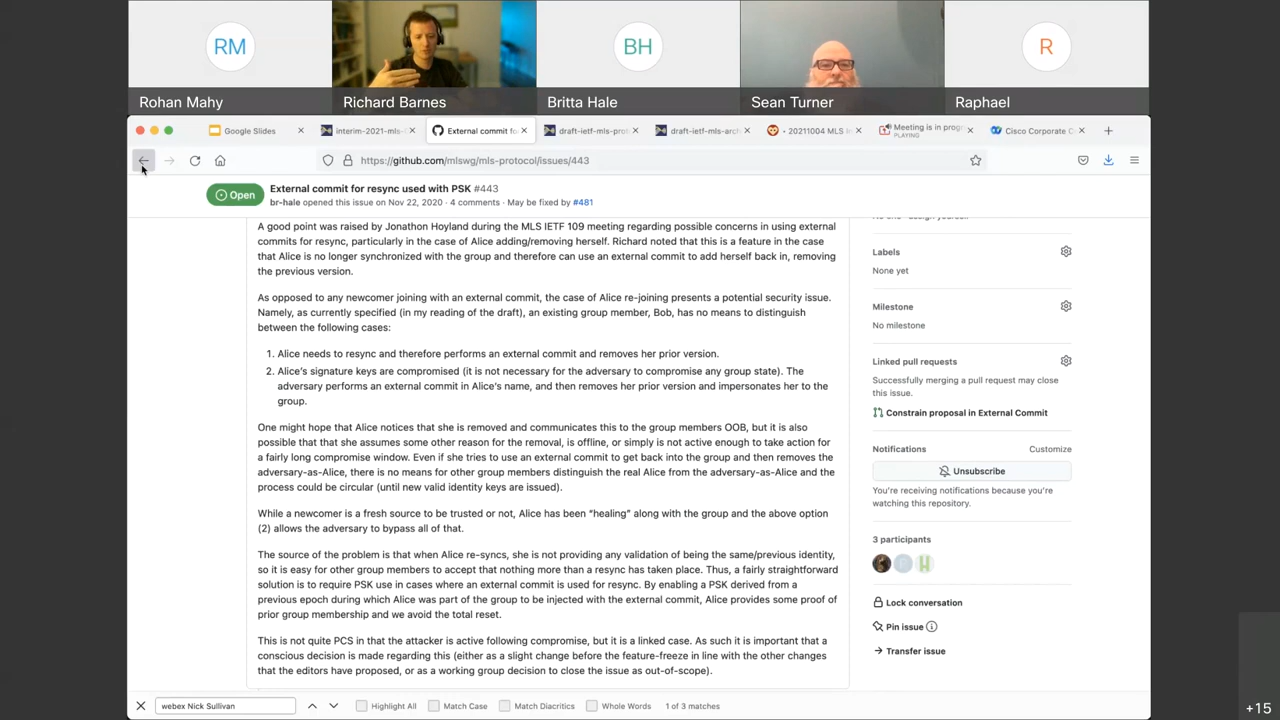 RM
BH
R
Rohan Mahy
Richard Barnes
Britta Hale
Sean Turner
Raphael
Google Slides
interim-2021-mls-
External commit fo
draft-ietf-mls-prot
draft-ietf-mls-arch
20211004 MLS I
Meeting is in prog
PLAYING
Cisco Corporate C
https://github.com/mlswg/mls-protocol/issues/443
Open
External commit for resync used with PSK #443
br-hale opened this issue on Nov 22, 2020 · 4 comments · May be fixed by #481
A good point was raised by Jonathon Hoyland during the MLS IETF 109 meeting regarding possible concerns in using external
commits for resync, particularly in the case of Alice adding/removing herself. Richard noted that this is a feature in the case
that Alice is no longer synchronized with the group and therefore can use an external commit to add herself back in, removing
the previous version.
As opposed to any newcomer joining with an external commit, the case of Alice re-joining presents a potential security issue.
Namely, as currently specified (in my reading of the draft), an existing group member, Bob, has no means to distinguish
between the following cases:
1. Alice needs to resync and therefore performs an external commit and removes her prior version.
2. Alice's signature keys are compromised (it is not necessary for the adversary to compromise any group state). The
adversary performs an external commit in Alice's name, and then removes her prior version and impersonates her to the
group.
One might hope that Alice notices that she is removed and communicates this to the group members OOB, but it is also
possible that that she assumes some other reason for the removal, is offline, or simply is not active enough to take action for
a fairly long compromise window. Even if she tries to use an external commit to get back into the group and then removes the
adversary-as-Alice, there is no means for other group members distinguish the real Alice from the adversary-as-Alice and the
process could be circular (until new valid identity keys are issued).
While a newcomer is a fresh source to be trusted or not, Alice has been "healing" along with the group and the above option
(2) allows the adversary to bypass all of that.
The source of the problem is that when Alice re-syncs, she is not providing any validation of being the same/previous identity,
so it is easy for other group members to accept that nothing more than a resync has taken place. Thus, a fairly straightforward
solution is to require PSK use in cases where an external commit is used for resync. By enabling a PSK derived from a
previous epoch during which Alice was part of the group to be injected with the external commit, Alice provides some proof of
prior group membership and we avoid the total reset.
This is not quite PCS in that the attacker is active following compromise, but it is a linked case. As such it is important that a
conscious decision is made regarding this (either as a slight change before the feature-freeze in line with the other changes
that the editors have proposed, or as a working group decision to close the issue as out-of-scope).
Labels
None yet
Milestone
No milestone
Linked pull requests
Successfully merging a pull request may close
this issue.
Constrain proposal in External Commit
Notifications
Customize
Unsubscribe
You're receiving notifications because you're
watching this repository.
3 participants
Lock conversation
Pin issue
Transfer issue
webex Nick Sullivan
Highlight All
Match Case
Match Diacritics
Whole Words
1 of 3 matches
+15